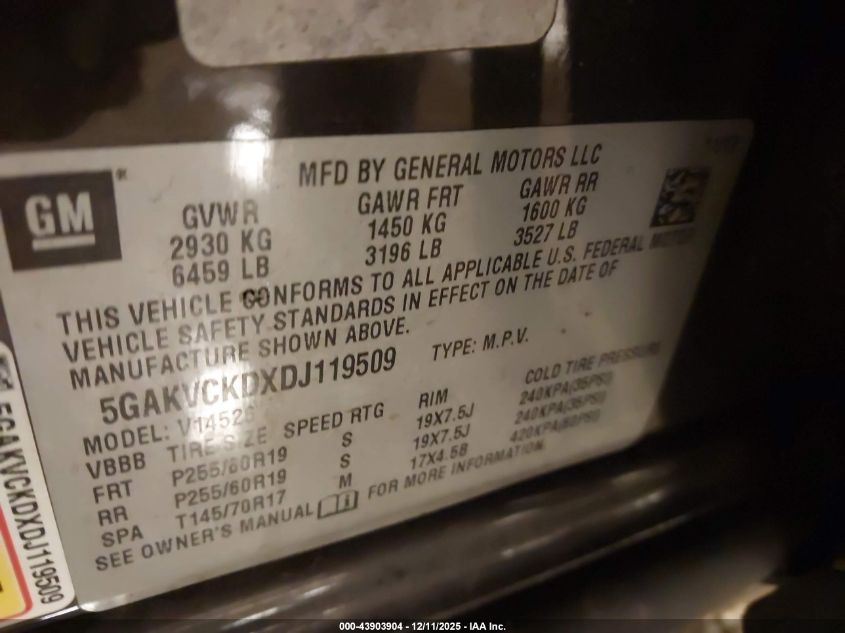 GM ®
MFD BY GENERAL MOTORS LLC
GVWR GAWR FRT GAWR RR
2930 KG 1450 KG 1600 KG
6459 LB 3196 LB 3527 LB
THIS VEHICLE CONFORMS TO ALL APPLICABLE U.S. FEDERAL MOTOR
VEHICLE SAFETY STANDARDS IN EFFECT ON THE DATE OF
MANUFACTURE SHOWN ABOVE.
5GAKVCKDXDJ119509 TYPE: M.P.V.
MODEL: V14526
VBBB TIRE SIZE SPEED RTG RIM COLD TIRE PRESSURE
FRT P255/60R19 S 19X7.5J 240KPA(35PSI)
RR P255/60R19 S 19X7.5J 240KPA(35PSI)
SPA T145/70R17 M 17X4.5B 420KPA(60PSI)
SEE OWNER'S MANUAL FOR MORE INFORMATION.
5GAKVCKDXDJ119509
000-43903904 - 12/11/2025 - IAA Inc.